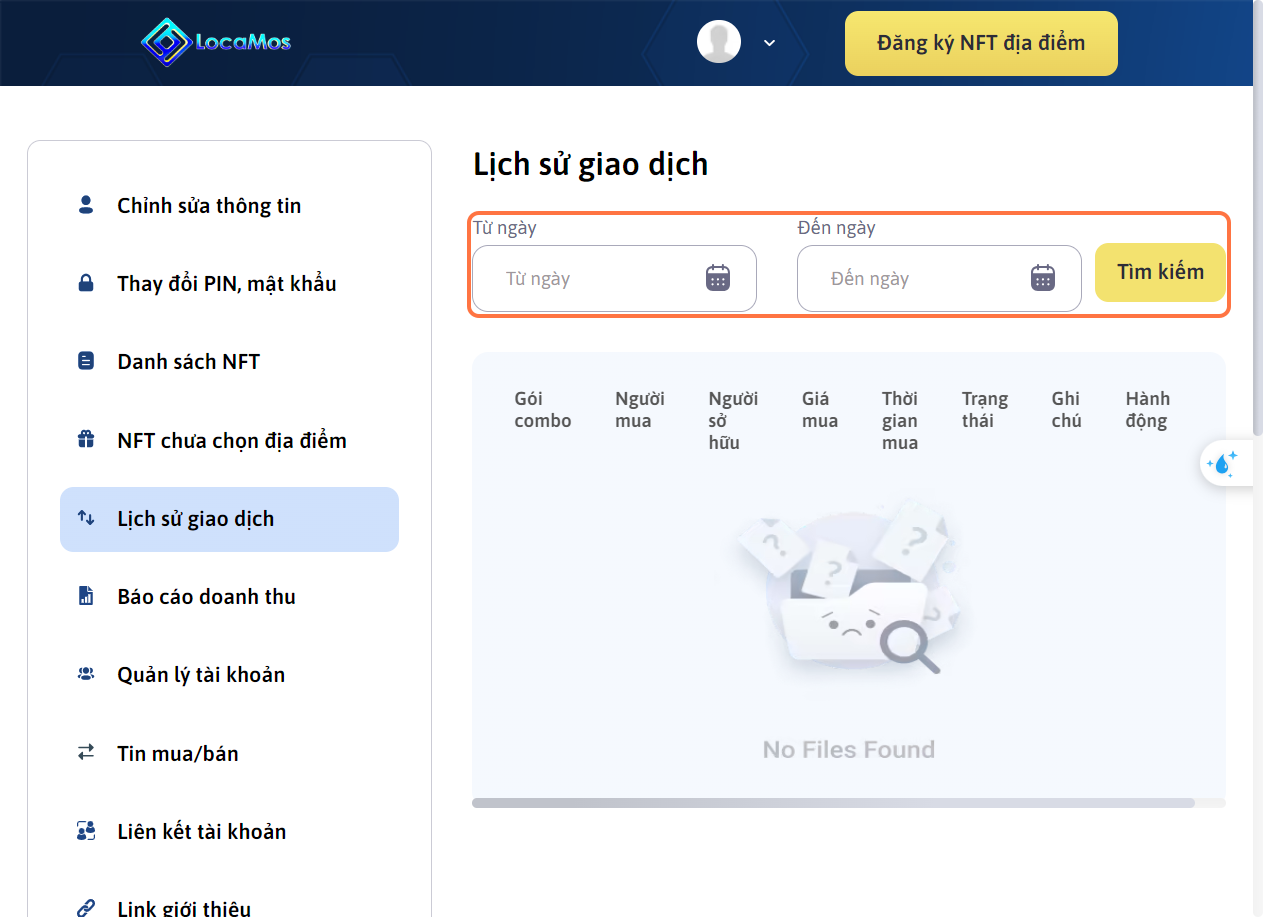 LocaMos
Đăng ký NFT địa điểm
Chỉnh sửa thông tin
Thay đổi PIN, mật khẩu
Danh sách NFT
NFT chưa chọn địa điểm
Lịch sử giao dịch
Báo cáo doanh thu
Quản lý tài khoản
Tin mua/bán
Liên kết tài khoản
Link giới thiệu
Lịch sử giao dịch
Từ ngày
Đến ngày
Từ ngày
Đến ngày
Tìm kiếm
Gói combo
Người mua
Người sở hữu
Giá mua
Thời gian mua
Trạng thái
Ghi chú
Hành động
? ? ? ?
No Files Found